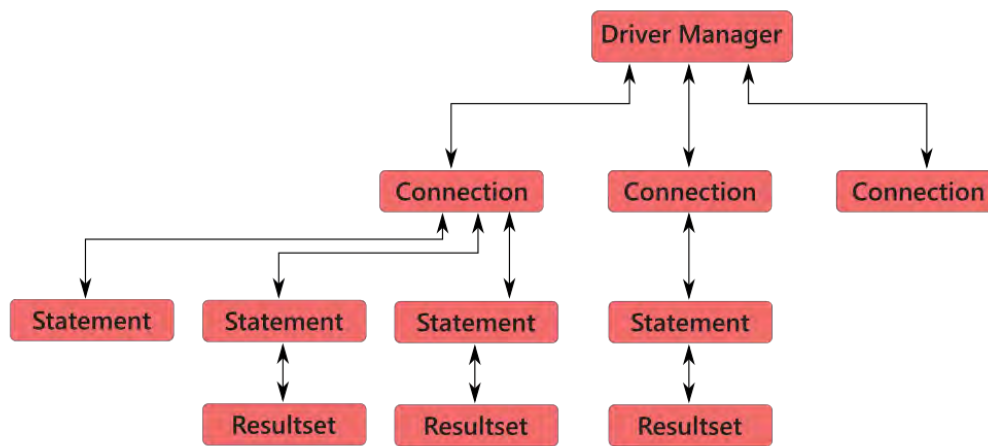 Driver Manager
Connection
Connection
Connection
Statement
Statement
Statement
Statement
Resultset
Resultset
Resultset